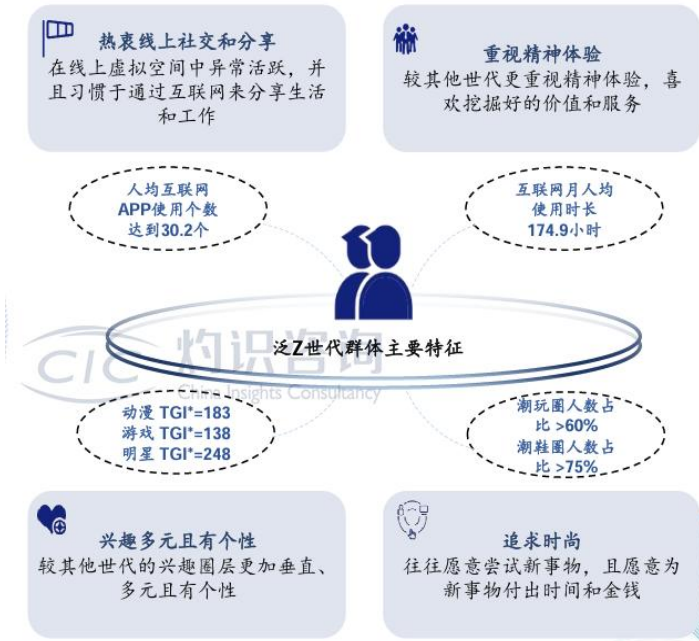 热衷线上社交和分享
在线上虚拟空间中异常活跃，并
且习惯于通过互联网来分享生活
和工作
重视精神体验
较其他世代更重视精神体验，喜
欢挖掘好的价值和服务
人均互联网
APP使用个数
达到30.2个
互联网月人均
使用时长
174.9小时
泛Z世代群体主要特征
CIC 灼识咨询
China Insights Consultancy
动漫 TGI*=183
游戏 TGI*=138
明星 TGI*=248
潮玩圈人数占
比 >60%
潮鞋圈人数占
比 >75%
兴趣多元且有个性
较其他世代的兴趣圈层更加垂直、
多元且有个性
追求时尚
往往愿意尝试新事物，且愿意为
新事物付出时间和金钱